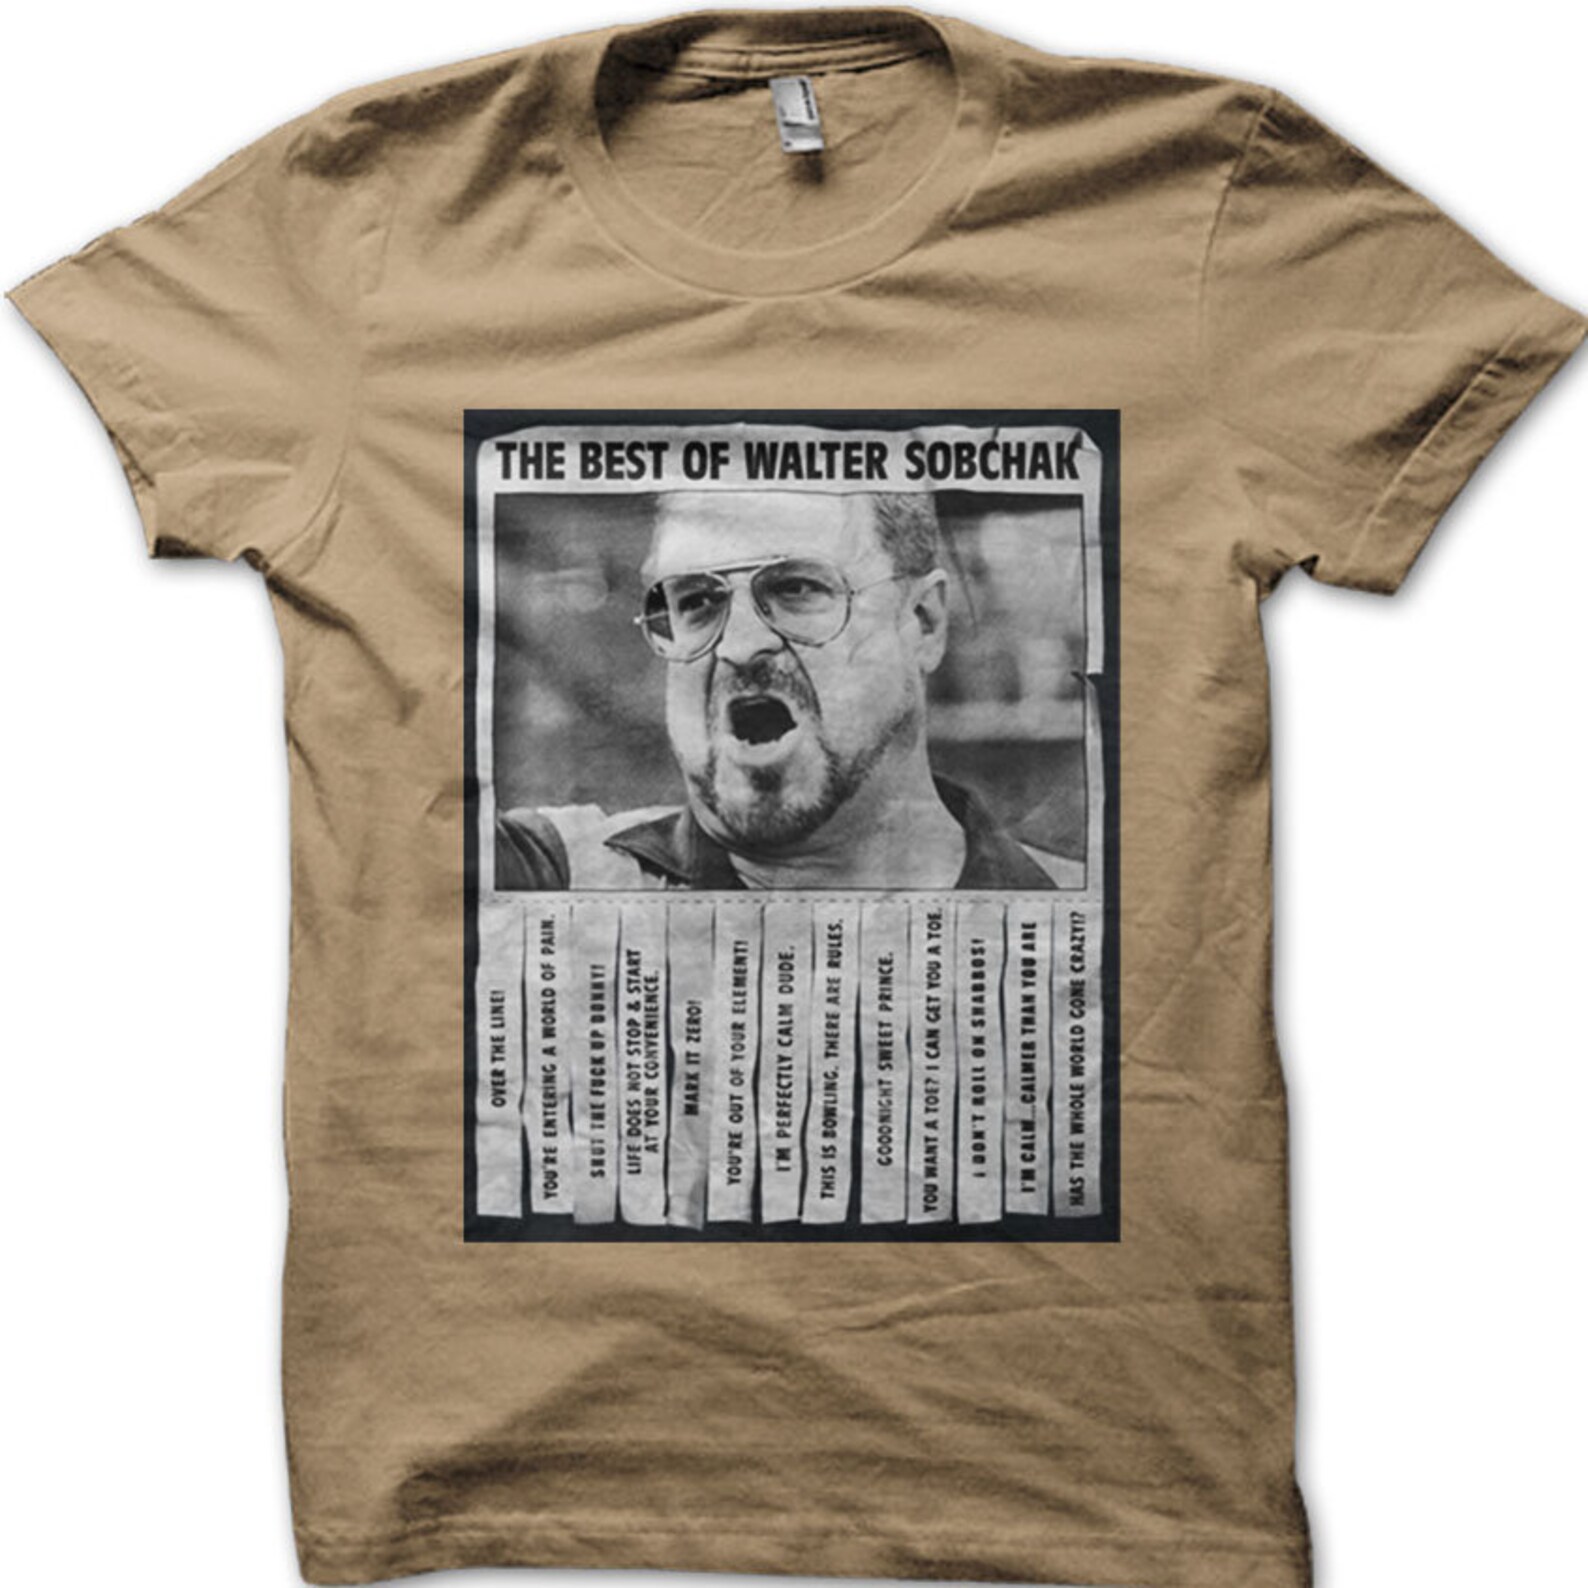 THE BEST OF WALTER SOBCHAK
OVER THE LINE!
YOU'RE ENTERING A WORLD OF PAIN.
SHUT THE FUCK UP DONNY!
LIFE DOES NOT STOP & START
AT YOUR CONVENIENCE.
MARK IT ZERO!
YOU'RE OUT OF YOUR ELEMENT!
I'M PERFECTLY CALM DUDE.
THIS IS BOWLING. THERE ARE RULES.
GOODNIGHT SWEET PRINCE.
YOU WANT A TOE? I CAN GET YOU A TOE.
I DON'T ROLL ON SHABBOS!
I'M CALM...CALMER THAN YOU ARE
HAS THE WHOLE WORLD GONE CRAZY!?